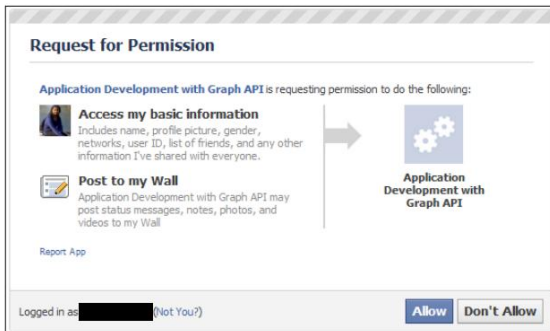 Request for Permission
Application Development with Graph API is requesting permission to do the following:
Access my basic information
Includes name, profile picture, gender,
networks, user ID, list of friends, and any other
information I've shared with everyone.
Post to my Wall
Application Development with Graph API may
post status messages, notes, photos, and
videos to my Wall
Application
Development with
Graph API
Report App
Logged in as (Not You?)
Allow
Don't Allow